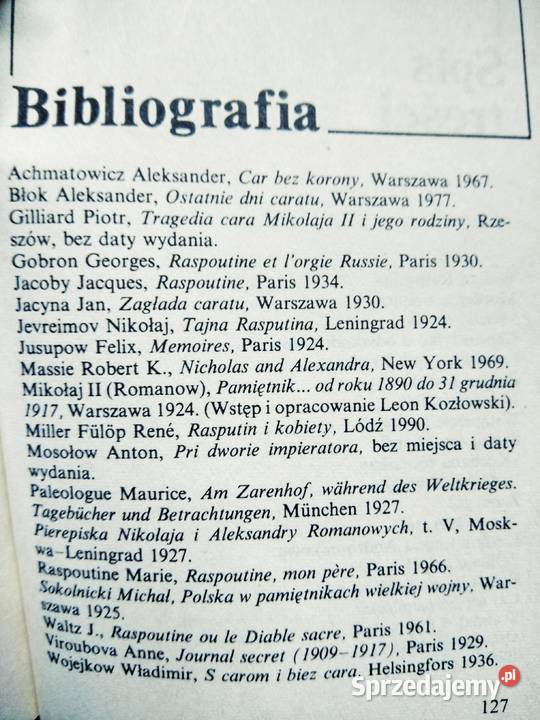 Bibliografia
Achmatowicz Aleksander, Car bez korony, Warszawa 1967.
Błok Aleksander, Ostatnie dni caratu, Warszawa 1977.
Gilliard Piotr, Tragedia cara Mikolaja II i jego rodziny, Rze-
szów, bez daty wydania.
Gobron Georges, Raspoutine et l'orgie Russie, Paris 1930.
Jacoby Jacques, Raspoutine, Paris 1934.
Jacyna Jan, Zagłada caratu, Warszawa 1930.
Jevreimov Nikołaj, Tajna Rasputina, Leningrad 1924.
Jusupow Felix, Memoires, Paris 1924.
Massie Robert K., Nicholas and Alexandra, New York 1969.
Mikołaj II (Romanow), Pamiętnik... od roku 1890 do 31 grudnia
1917, Warszawa 1924. (Wstęp i opracowanie Leon Kozłowski).
Miller Fülöp René, Rasputin i kobiety, Lódź 1990.
Mosołow Anton, Pri dworie impieratora, bez miejsca i daty
wydania.
Paleologue Maurice, Am Zarenhof, während des Weltkrieges.
Tagebücher und Betrachtungen, München 1927.
Pierepiska Nikolaja i Aleksandry Romanowych, t. V, Mosk-
wa–Leningrad 1927.
Raspoutine Marie, Raspoutine, mon père, Paris 1966.
Sokolnicki Michal, Polska w pamiętnikach wielkiej wojny, War-
szawa 1925.
Waltz J., Raspoutine ou le Diable sacre, Paris 1961.
Viroubova Anne, Journal secret (1909–1917), Paris 1929.
Wojejkow Władimir, S carom i biez cara. Helsingfors 1936.
Sprzedajemy.pl
127